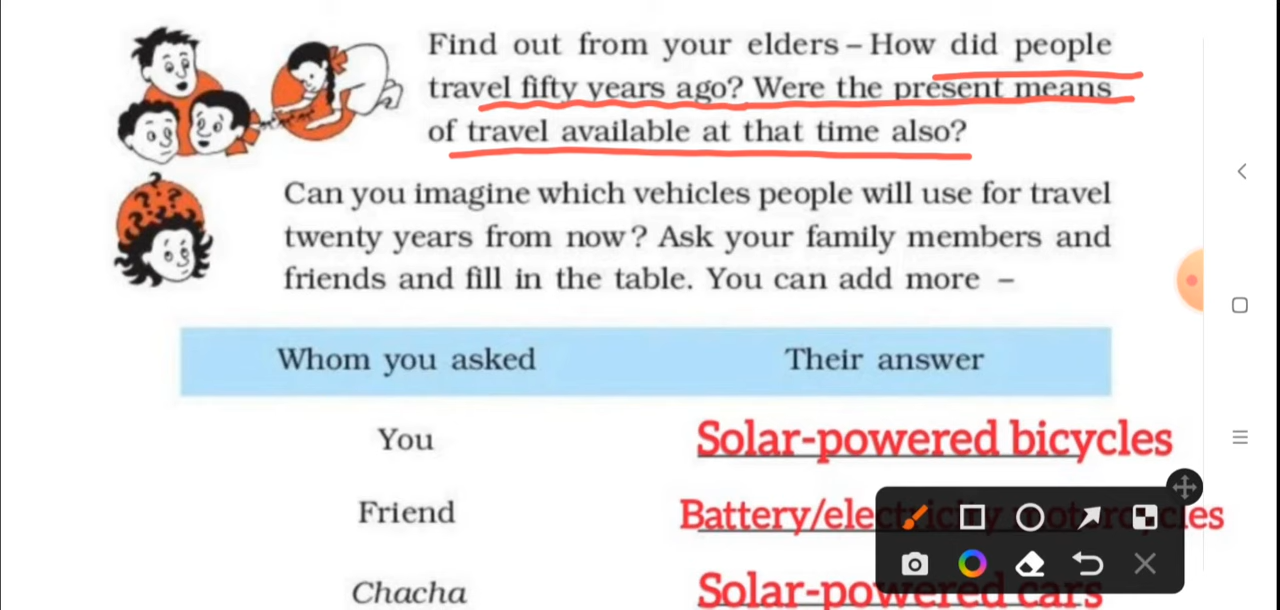 Find out from your elders – How did people
travel fifty years ago? Were the present means
of travel available at that time also?
Can you imagine which vehicles people will use for travel
twenty years from now? Ask your family members and
friends and fill in the table. You can add more –
Whom you asked Their answer
You Solar-powered bicycles
Friend Battery/electricity motorcycles
Chacha Solar-powered cars